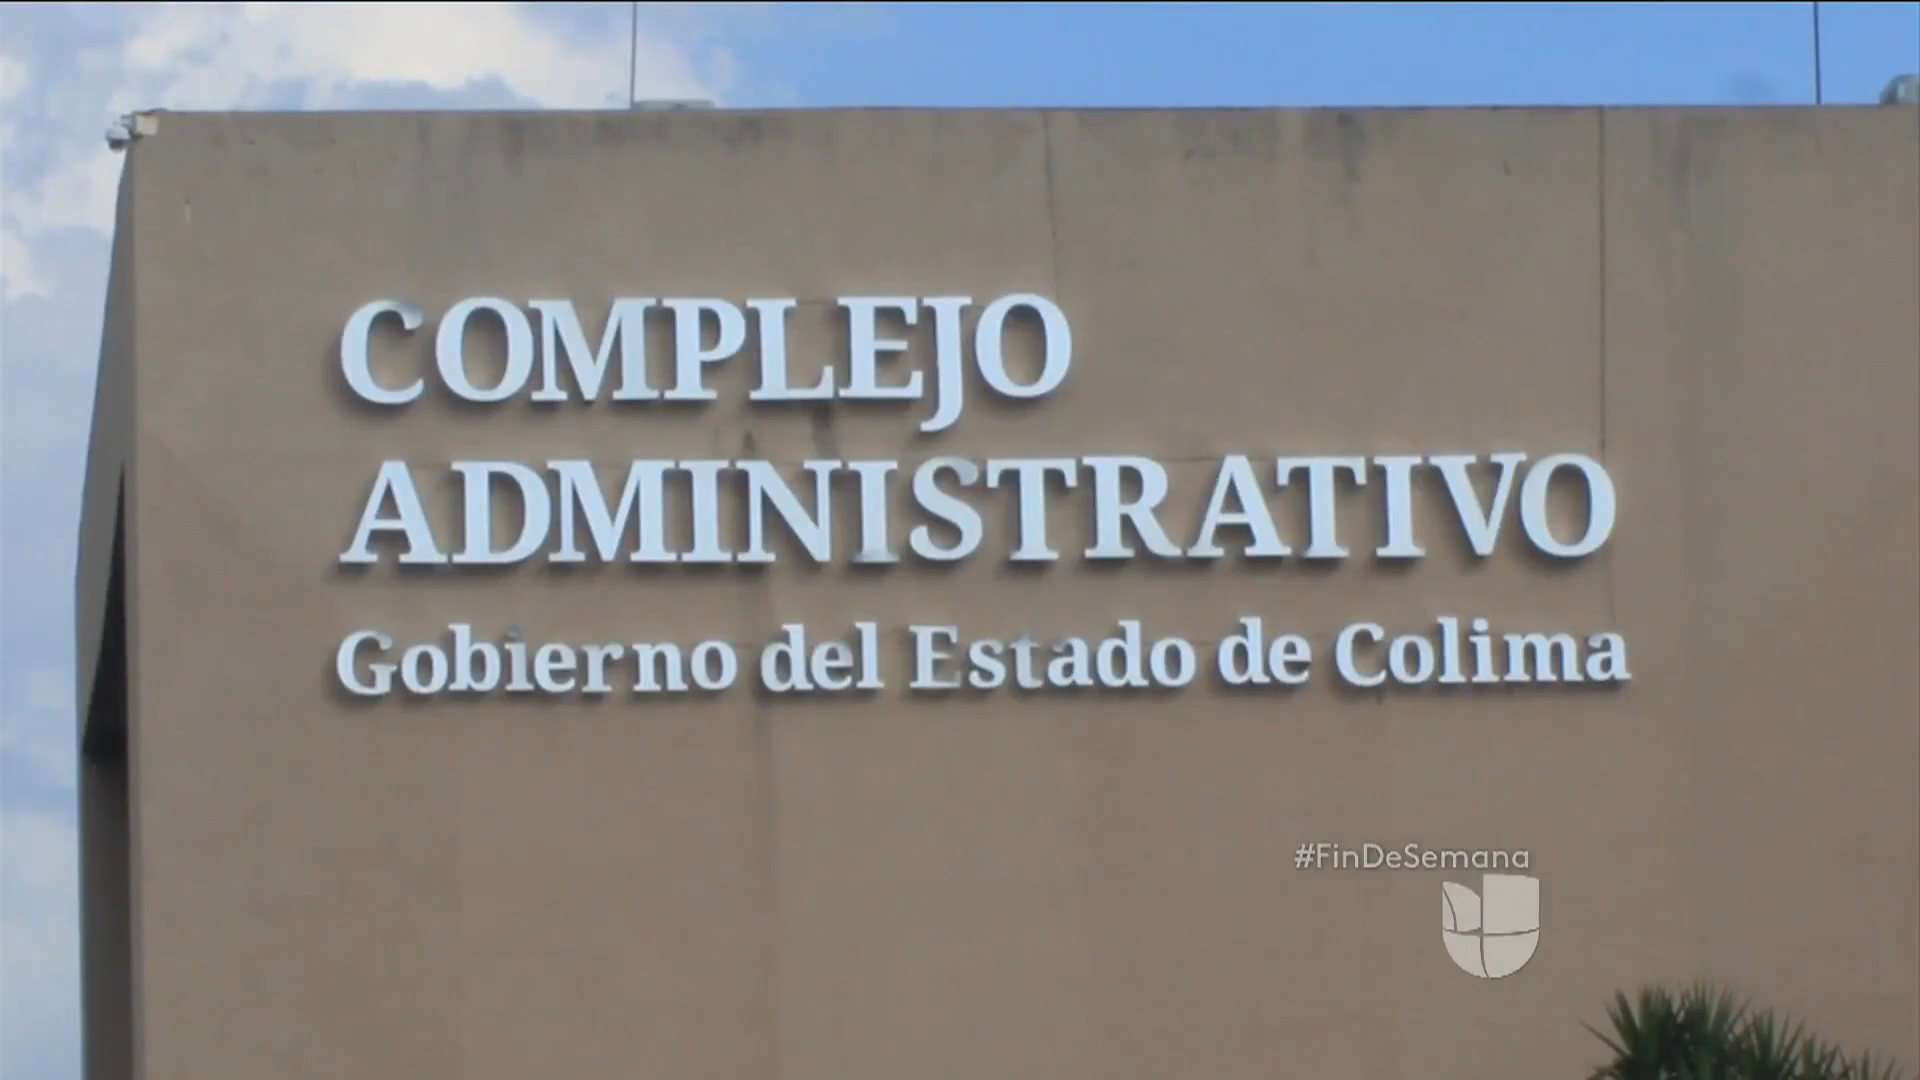 COMPLEJO
ADMINISTRATIVO
Gobierno del Estado de Colima
#FinDeSemana